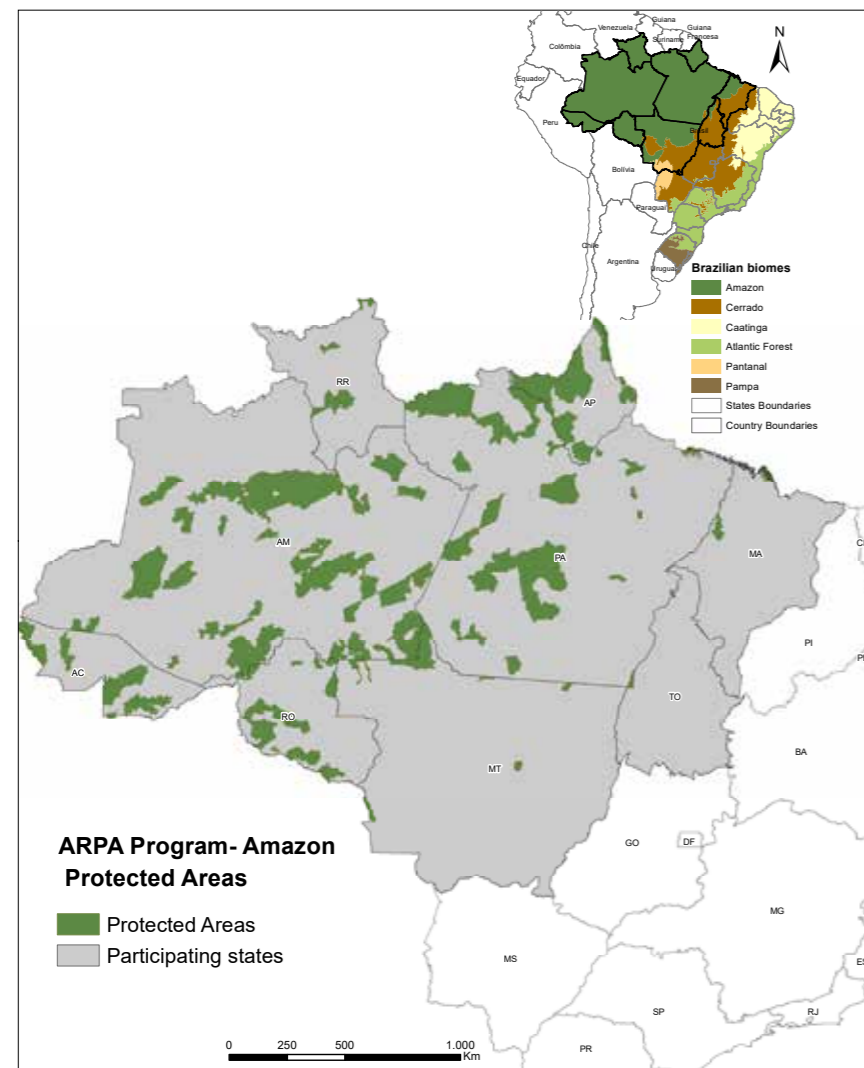 N
Guiana
Venezuela
Guiana
Francesa
Suriname
Colômbia
Equador
Peru
Brasil
Bolívia
Paraguai
Chile
Argentina
Brazilian biomes
Amazon
Cerrado
Caatinga
Atlantic Forest
Pantanal
Pampa
States Boundaries
Country Boundaries
RR
AP
AM
PA
MA
PI
AC
TO
RO
MT
BA
GO
DF
MG
MS
SP
RJ
PR
ARPA Program- Amazon
Protected Areas
Protected Areas
Participating states
0 250 500 1.000
Km